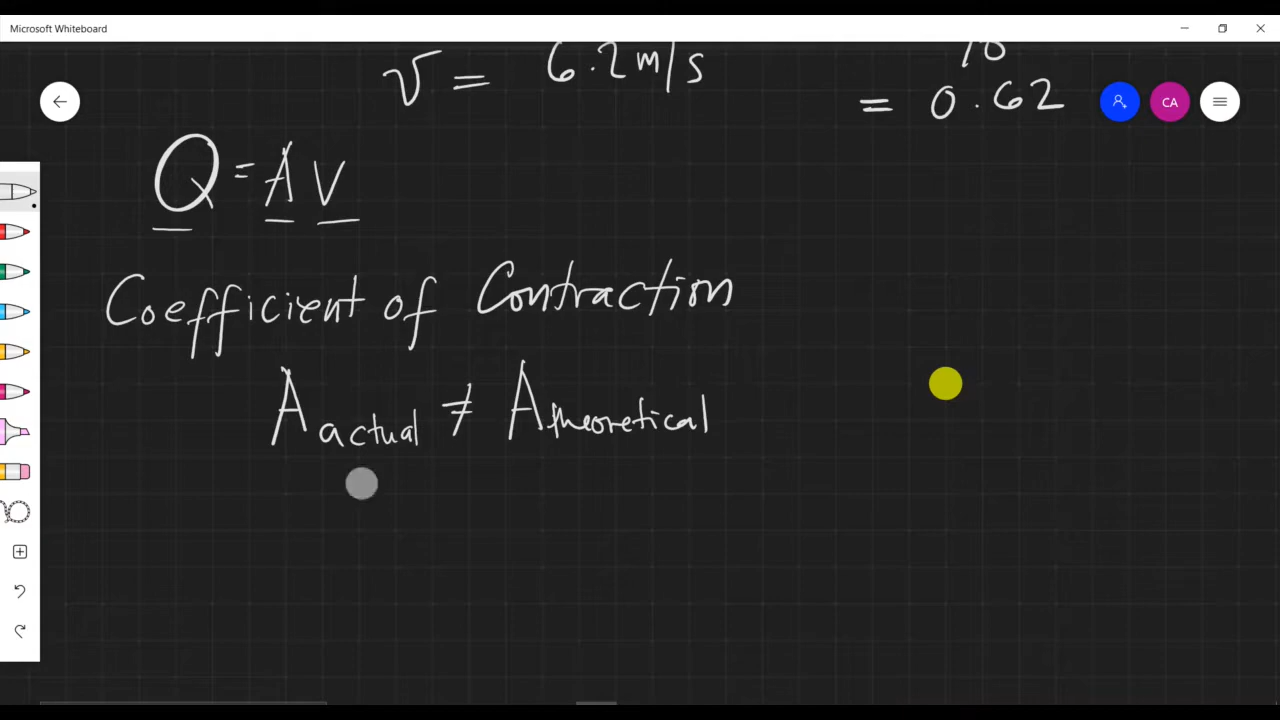 Microsoft Whiteboard
v = 6.2 m/s
= 0.62
CA
Q = A V
Coefficient of Contraction
A actual ≠ A theoretical